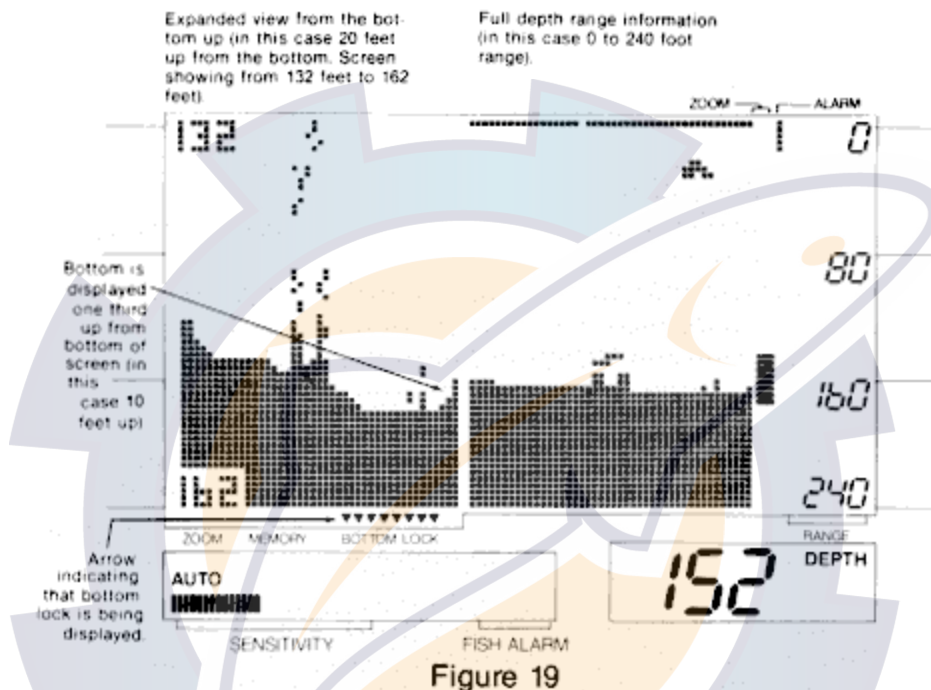 Expanded view from the bot-
tom up (in this case 20 feet
up from the bottom. Screen
showing from 132 feet to 162
feet)
Full depth range information
(in this case 0 to 240 foot
range).
ZOOM
ALARM
132
0
80
160
240
162
Bottom is
displayed
one third
up from
bottom of
screen (in
this
case 10
feet up)
ZOOM
MEMORY
BOTTOM LOCK
RANGE
Arrow
indicating
that bottom
lock is being
displayed.
AUTO
152
DEPTH
SENSITIVITY
FISH ALARM
Figure 19